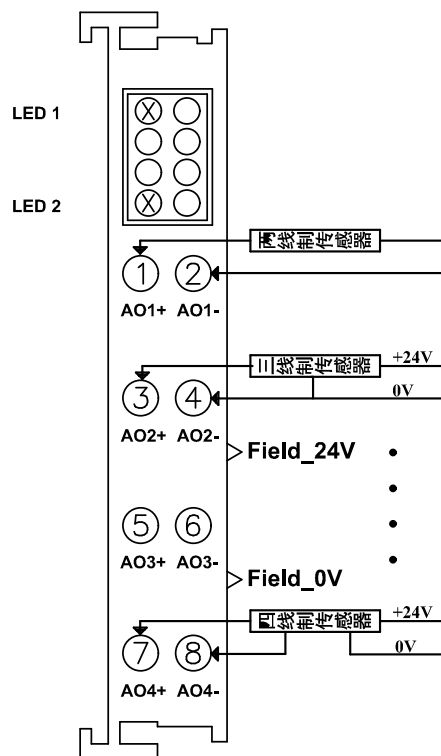 LED 1
LED 2
两线制传感器
1 2
AO1+ AO1-
三线制传感器 +24V
0V
3 4
AO2+ AO2-
Field_24V
5 6
AO3+ AO3-
Field_0V
四线制传感器 +24V
0V
7 8
AO4+ AO4-